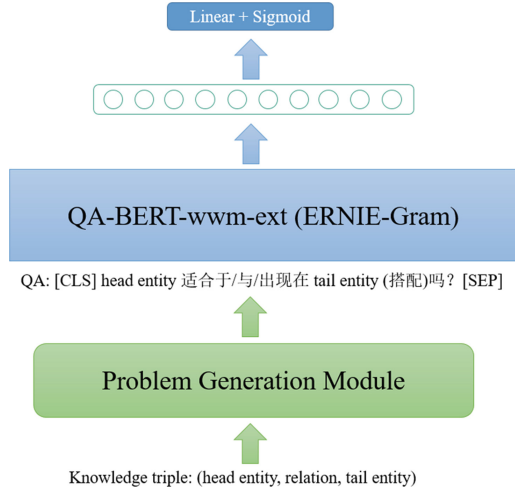 Linear + Sigmoid
QA-BERT-wwm-ext (ERNIE-Gram)
QA: [CLS] head entity 适合于/与/出现在 tail entity (搭配)吗? [SEP]
Problem Generation Module
Knowledge triple: (head entity, relation, tail entity)